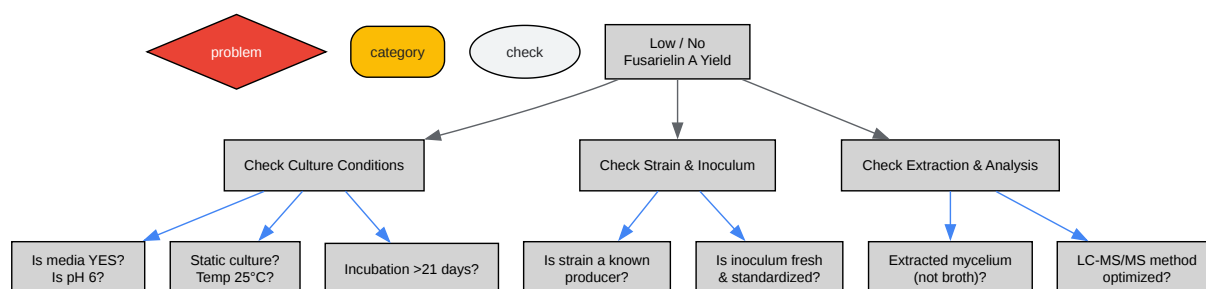 problem
category
check
Low / No
Fusarielin A Yield
Check Culture Conditions
Check Strain & Inoculum
Check Extraction & Analysis
Is media YES?
Is pH 6?
Static culture?
Temp 25°C?
Incubation >21 days?
Is strain a known
producer?
Is inoculum fresh
& standardized?
Extracted mycelium
(not broth)?
LC-MS/MS method
optimized?